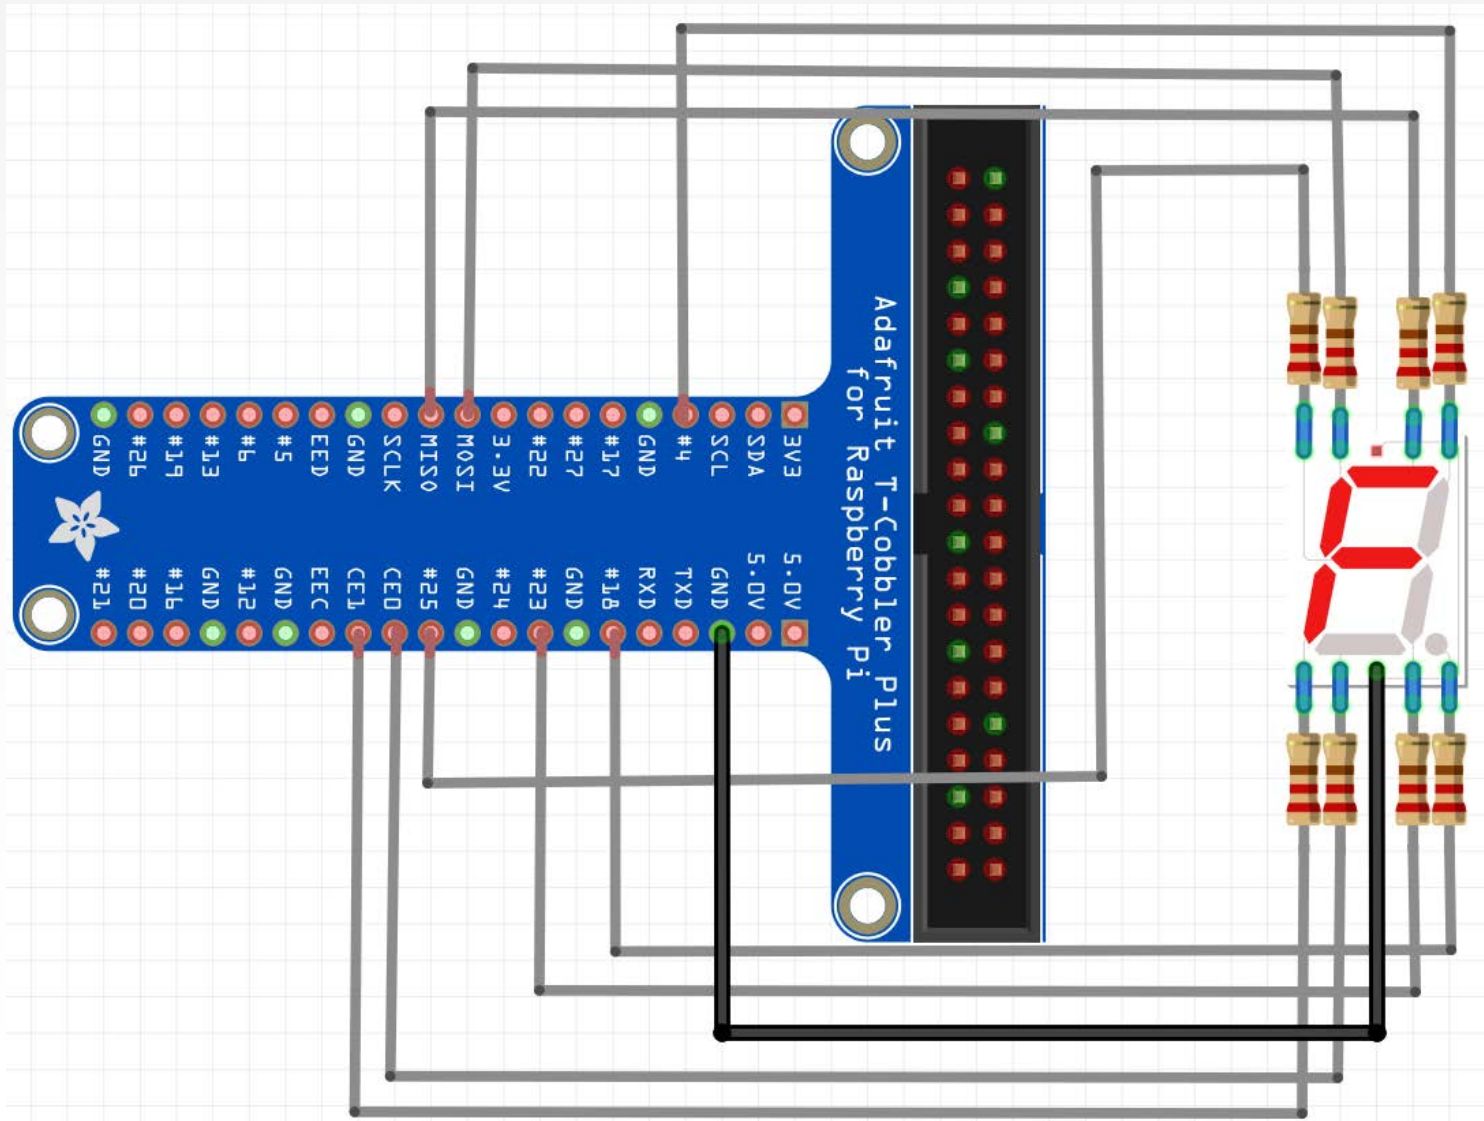 Adafruit T-Cobbler Plus
for Raspberry Pi
GND
#26
#19
#13
#6
#5
EED
GND
SCLK
MISO
MOSI
3.3V
#22
#27
#17
GND
#4
SCL
SDA
3V3
#21
#20
#16
GND
#12
GND
EEC
CE1
CE0
#25
GND
#24
#23
GND
#18
RXD
TXD
GND
5.0V
5.0V